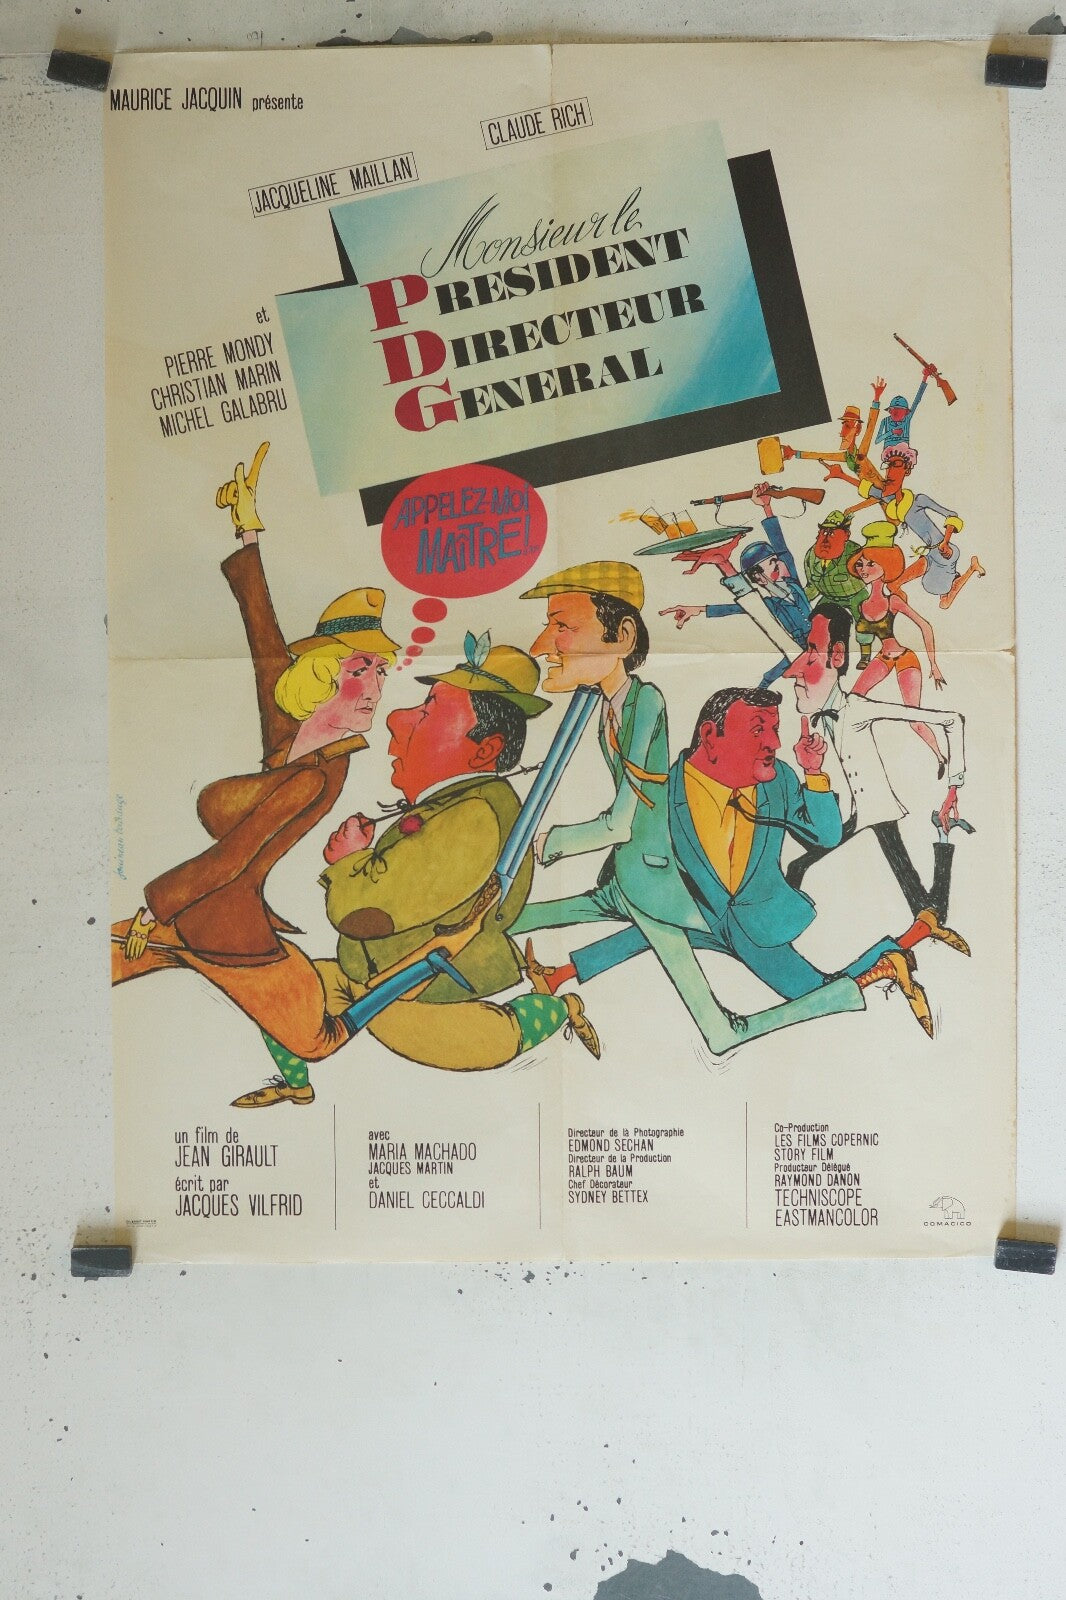 MAURICE JACQUIN présente
CLAUDE RICH
JACQUELINE MAILLAN
Monsieur le
PRESIDENT
DIRECTEUR
GENERAL
et
PIERRE MONDY
CHRISTIAN MARIN
MICHEL GALABRU
APPELEZ-MOI
MAÎTRE!
un film de
JEAN GIRAULT
écrit par
JACQUES VILFRID
avec
MARIA MACHADO
JACQUES MARTIN
et
DANIEL CECCALDI
Directeur de là Photographie
EDMOND SECHAN
Directeur de la Production
RALPH BAUM
Chef Décorateur
SYDNEY BETTEX
Co-Production
LES FILMS COPERNIC
STORY FILM
Producteur Délégué
RAYMOND DANON
TECHNISCOPE
EASTMANCOLOR
COMACICO